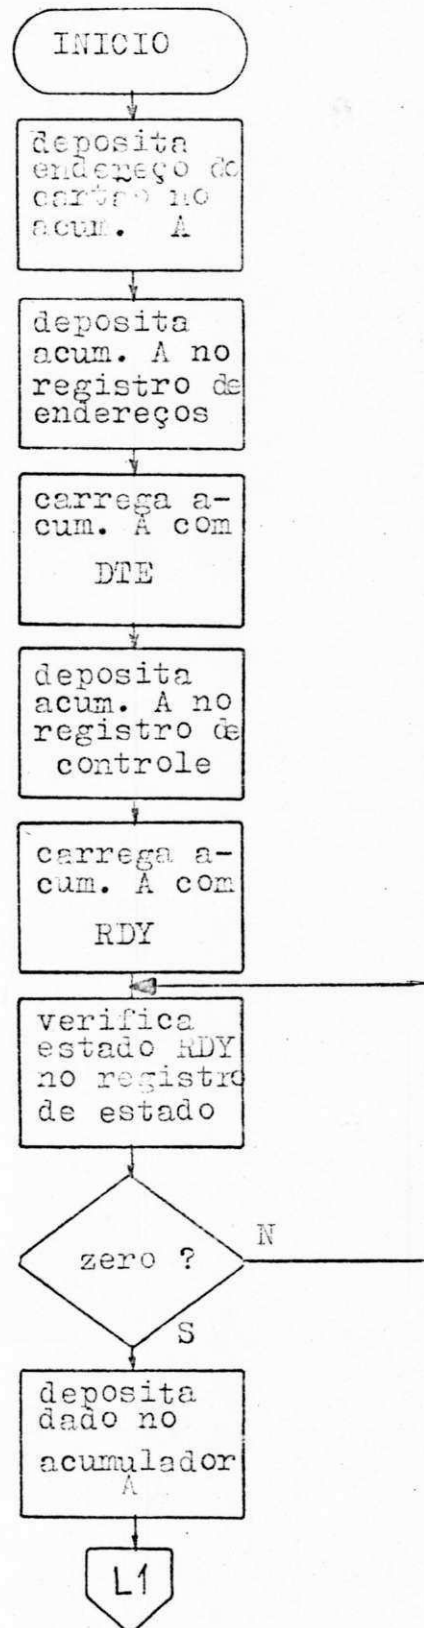 INICIO
deposita
endereço do
cartão no
acum. A
deposita
acum. A no
registro de
endereços
carrega a-
cum. A com
DTE
deposita
acum. A no
registro de
controle
carrega a-
cum. A com
RDY
verifica
estado RDY
no registro
de estado
zero ?
N
S
deposita
dado no
acumulador
A
L1